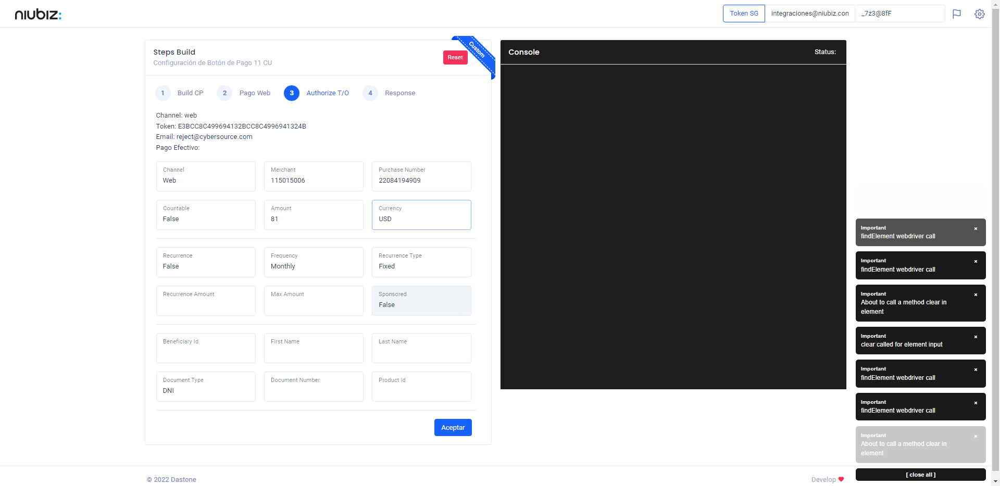 niubiz:
Token SG
integraciones@niubiz.con
_7z3@8fF
Steps Build
Configuración de Botón de Pago 11 CU
Reset
Custom
1 Build CP
2 Pago Web
3 Authorize T/O
4 Response
Channel: web
Token: E3BCC8C499694132BCC8C4996941324B
Email: reject@cybersource.com
Pago Efectivo:
Channel
Web
Merchant
115015006
Purchase Number
22084194909
Countable
False
Amount
81
Currency
USD
Recurrence
False
Frequency
Monthly
Recurrence Type
Fixed
Recurrence Amount
Max Amount
Sponsored
False
Beneficiary Id
First Name
Last Name
Document Type
DNI
Document Number
Product Id
Aceptar
Console
Status:
Important
findElement webdriver call
Important
findElement webdriver call
Important
About to call a method clear in
element
Important
clear called for element input
Important
findElement webdriver call
Important
findElement webdriver call
Important
About to call a method clear in
element
[ close all ]
© 2022 Dastone
Develop